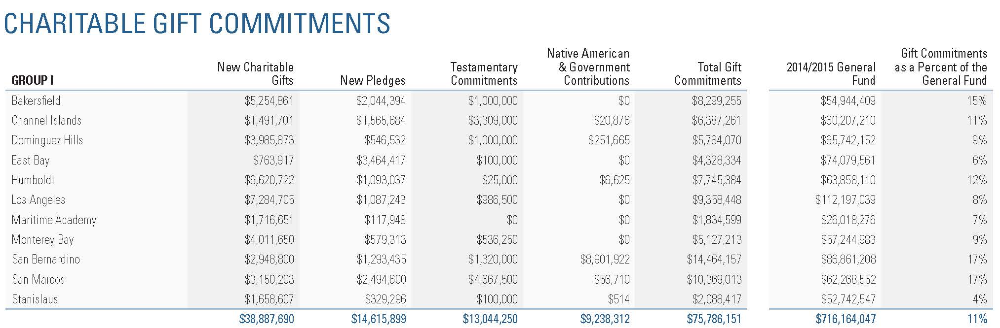 CHARITABLE GIFT COMMITMENTS
GROUP I New Charitable Gifts New Pledges Testamentary Commitments Native American & Government Contributions Total Gift Commitments 2014/2015 General Fund Gift Commitments as a Percent of the General Fund
Bakersfield $5,254,861 $2,044,394 $1,000,000 $0 $8,299,255 $54,944,409 15%
Channel Islands $1,491,701 $1,565,684 $3,309,000 $20,876 $6,387,261 $60,207,210 11%
Dominguez Hills $3,985,873 $546,532 $1,000,000 $251,665 $5,784,070 $65,742,152 9%
East Bay $763,917 $3,464,417 $100,000 $0 $4,328,334 $74,079,561 6%
Humboldt $6,620,722 $1,093,037 $25,000 $6,625 $7,745,384 $63,858,110 12%
Los Angeles $7,284,705 $1,087,243 $986,500 $0 $9,358,448 $112,197,039 8%
Maritime Academy $1,716,651 $117,948 $0 $0 $1,834,599 $26,018,276 7%
Monterey Bay $4,011,650 $579,313 $536,250 $0 $5,127,213 $57,244,983 9%
San Bernardino $2,948,800 $1,293,435 $1,320,000 $8,901,922 $14,464,157 $86,861,208 17%
San Marcos $3,150,203 $2,494,600 $4,667,500 $56,710 $10,369,013 $62,268,552 17%
Stanislaus $1,658,607 $329,296 $100,000 $514 $2,088,417 $52,742,547 4%
$38,887,690 $14,615,899 $13,044,250 $9,238,312 $75,786,151 $716,164,047 11%